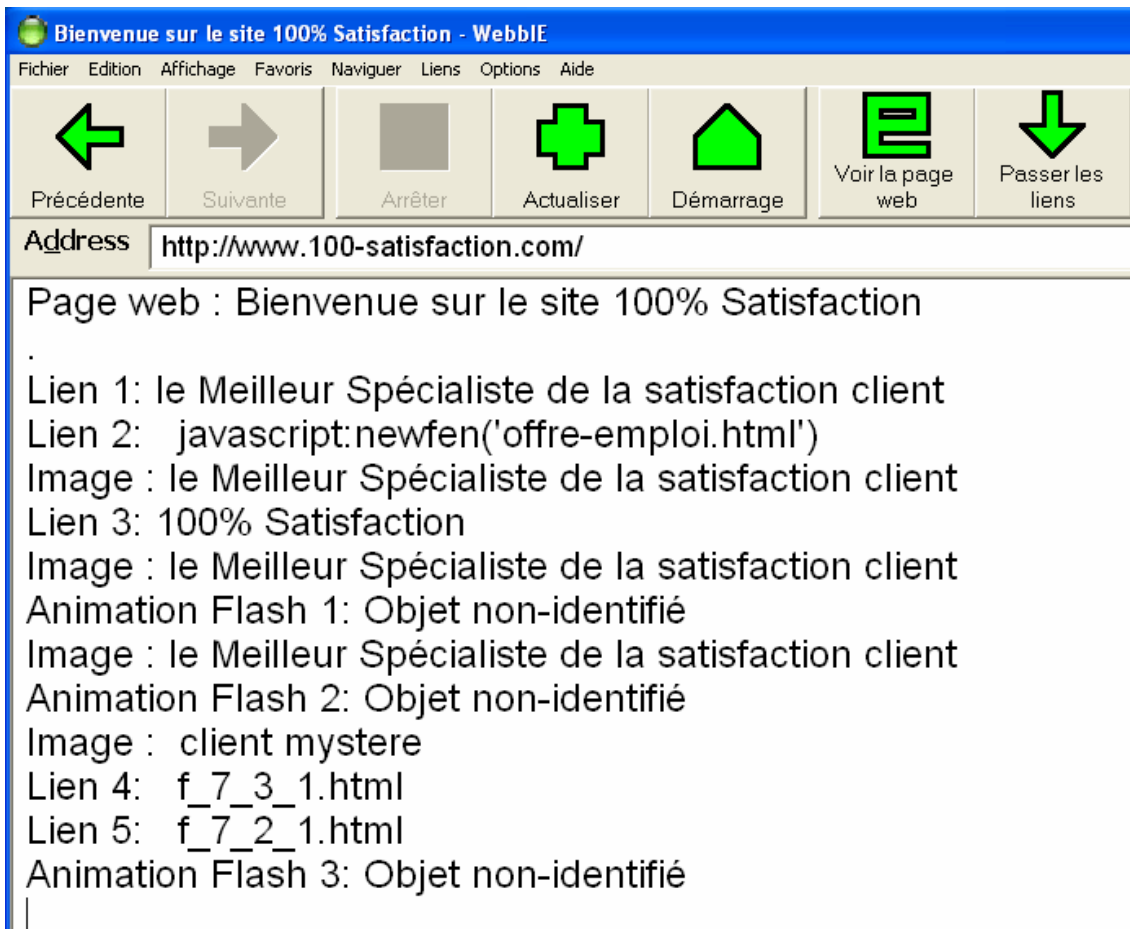 Bienvenue sur le site 100% Satisfaction - WebbIE
Fichier Edition Affichage Favoris Naviguer Liens Options Aide
Précédente Suivante Arrêter Actualiser Démarrage Voir la page web Passer les liens
Address http://www.100-satisfaction.com/
Page web : Bienvenue sur le site 100% Satisfaction
.
Lien 1: le Meilleur Spécialiste de la satisfaction client
Lien 2: javascript:newfen('offre-emploi.html')
Image : le Meilleur Spécialiste de la satisfaction client
Lien 3: 100% Satisfaction
Image : le Meilleur Spécialiste de la satisfaction client
Animation Flash 1: Objet non-identifié
Image : le Meilleur Spécialiste de la satisfaction client
Animation Flash 2: Objet non-identifié
Image : client mystere
Lien 4: f_7_3_1.html
Lien 5: f_7_2_1.html
Animation Flash 3: Objet non-identifié